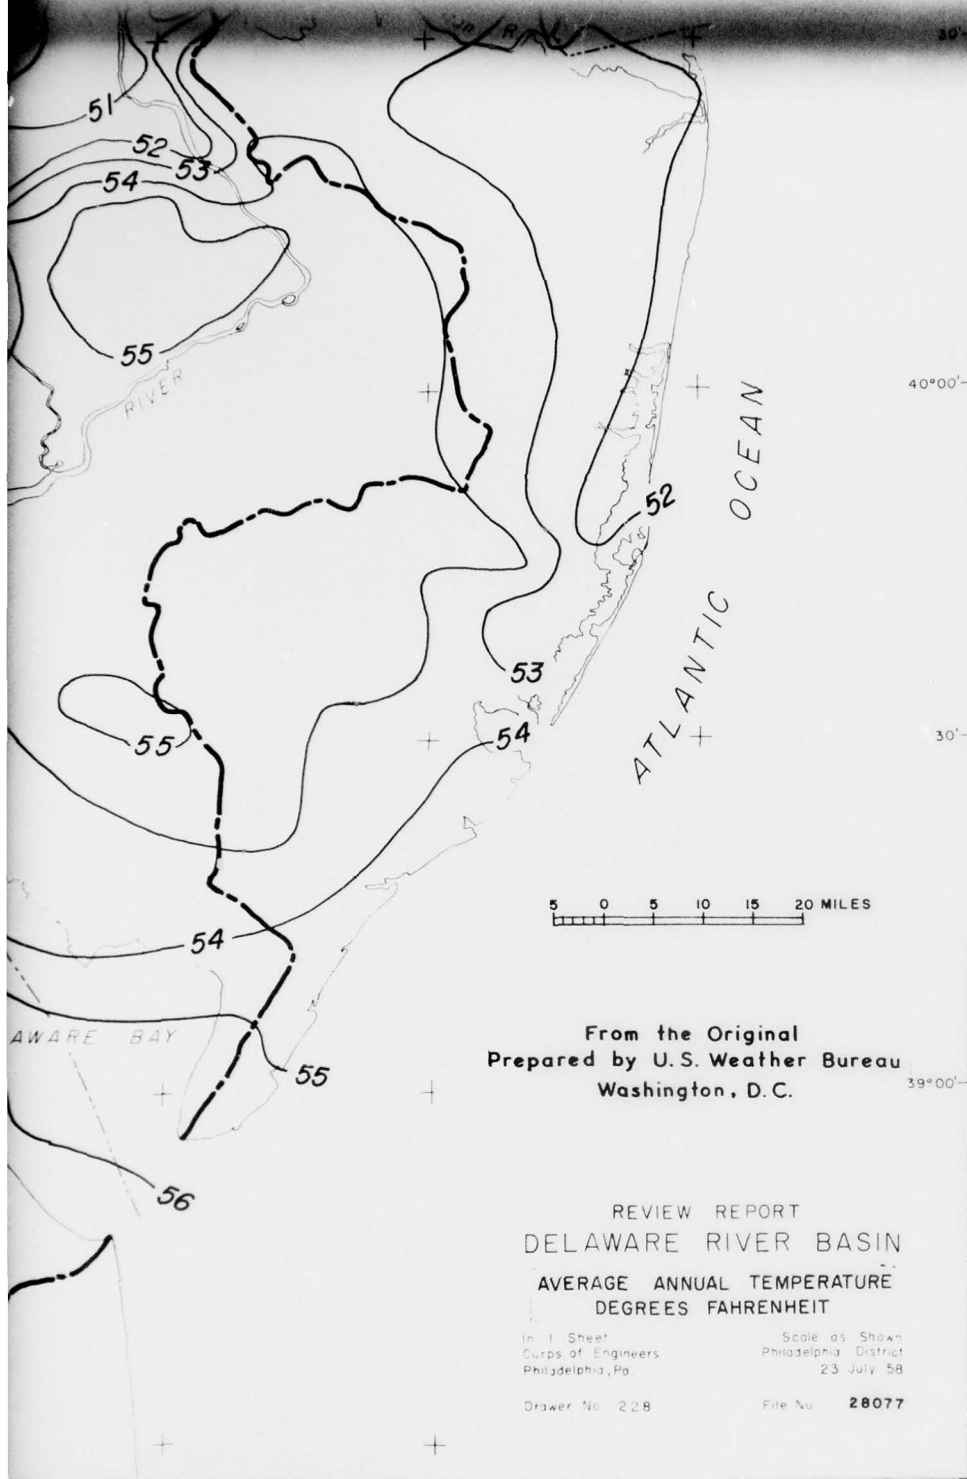 R
30'
51
52
53
54
55
RIVER
40°00'
52
ATLANTIC OCEAN
53
54
55
30'
5 0 5 10 15 20 MILES
54
AWARE BAY
55
From the Original
Prepared by U.S. Weather Bureau
Washington, D.C.
39°00'
56
REVIEW REPORT
DELAWARE RIVER BASIN
AVERAGE ANNUAL TEMPERATURE
DEGREES FAHRENHEIT
In 1 Sheet Scale as Shown
Corps of Engineers Philadelphia District
Philadelphia, Pa. 23 July 58
Drawer No. 228 File No. 28077